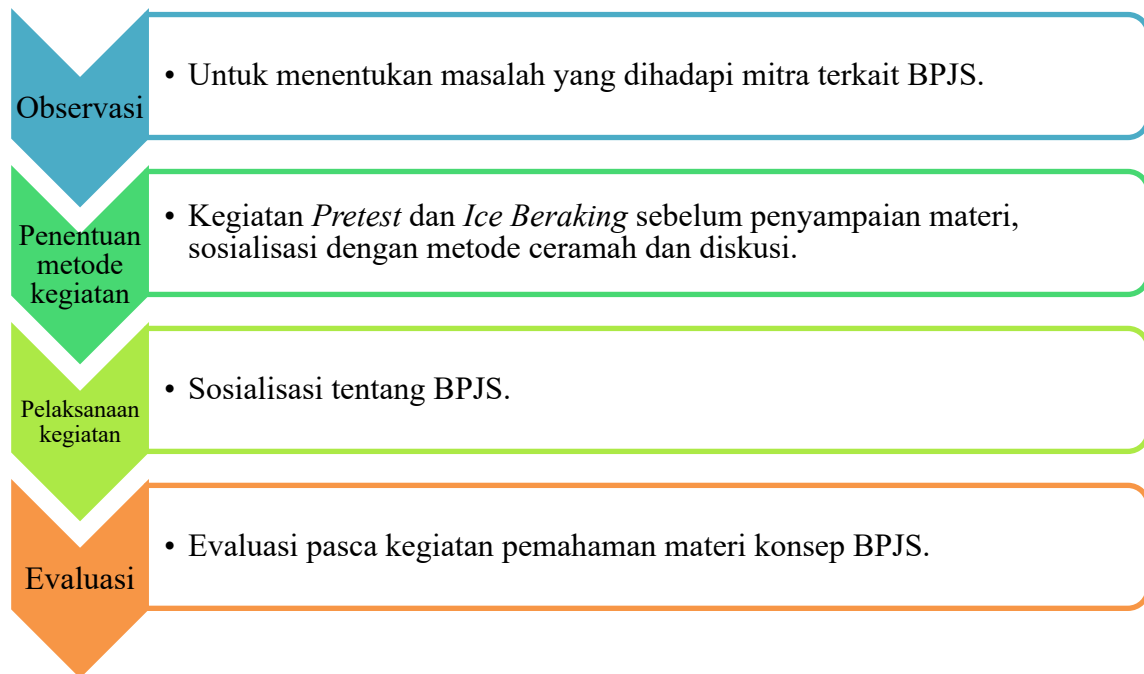 Observasi
• Untuk menentukan masalah yang dihadapi mitra terkait BPJS.
Penentuan
metode
kegiatan
• Kegiatan Pretest dan Ice Beraking sebelum penyampaian materi,
sosialisasi dengan metode ceramah dan diskusi.
Pelaksanaan
kegiatan
• Sosialisasi tentang BPJS.
Evaluasi
• Evaluasi pasca kegiatan pemahaman materi konsep BPJS.